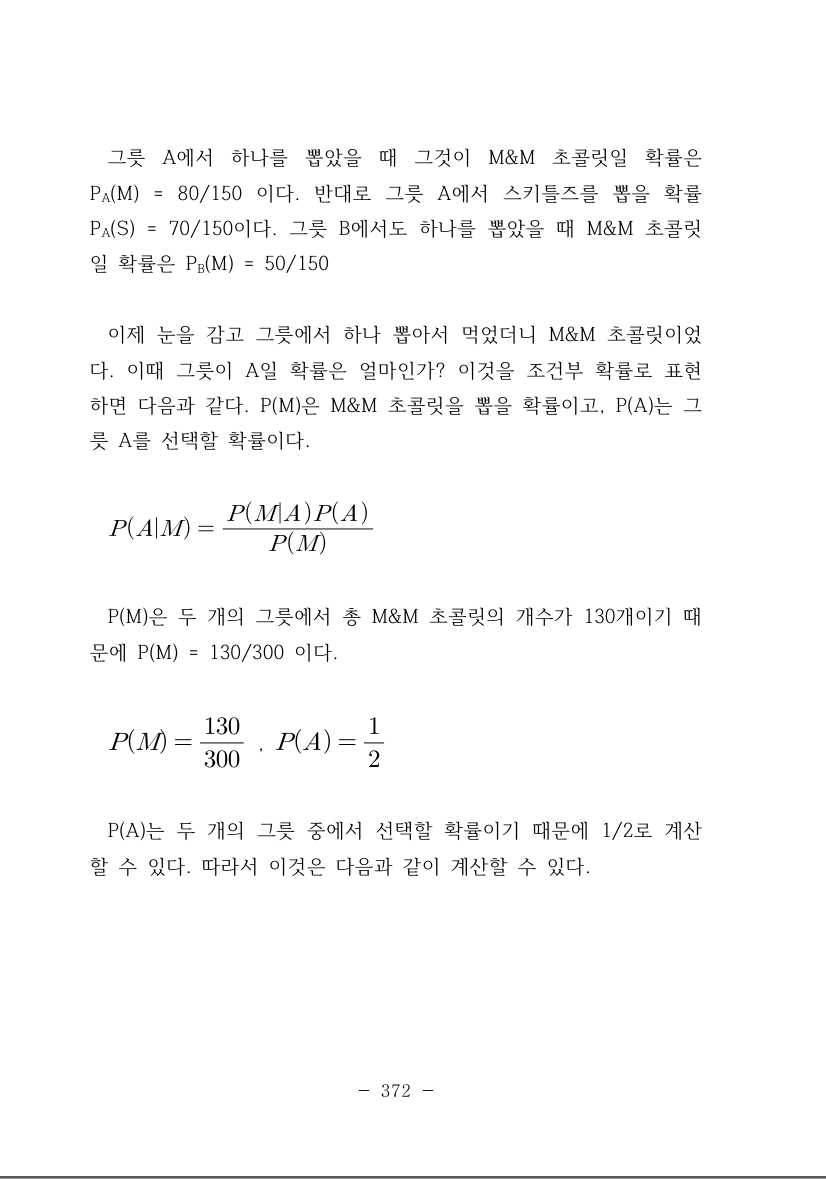 그릇 A에서 하나를 뽑았을 때 그것이 M&M 초콜릿일 확률은
P_A(M) = 80/150 이다. 반대로 그릇 A에서 스키틀즈를 뽑을 확률
P_A(S) = 70/150이다. 그릇 B에서도 하나를 뽑았을 때 M&M 초콜릿
일 확률은 P_B(M) = 50/150
이제 눈을 감고 그릇에서 하나 뽑아서 먹었더니 M&M 초콜릿이었
다. 이때 그릇이 A일 확률은 얼마인가? 이것을 조건부 확률로 표현
하면 다음과 같다. P(M)은 M&M 초콜릿을 뽑을 확률이고, P(A)는 그
릇 A를 선택할 확률이다.
P(A|M) = P(M|A)P(A) / P(M)
P(M)은 두 개의 그릇에서 총 M&M 초콜릿의 개수가 130개이기 때
문에 P(M) = 130/300 이다.
P(M) = 130/300 , P(A) = 1/2
P(A)는 두 개의 그릇 중에서 선택할 확률이기 때문에 1/2로 계산
할 수 있다. 따라서 이것은 다음과 같이 계산할 수 있다.
- 372 -